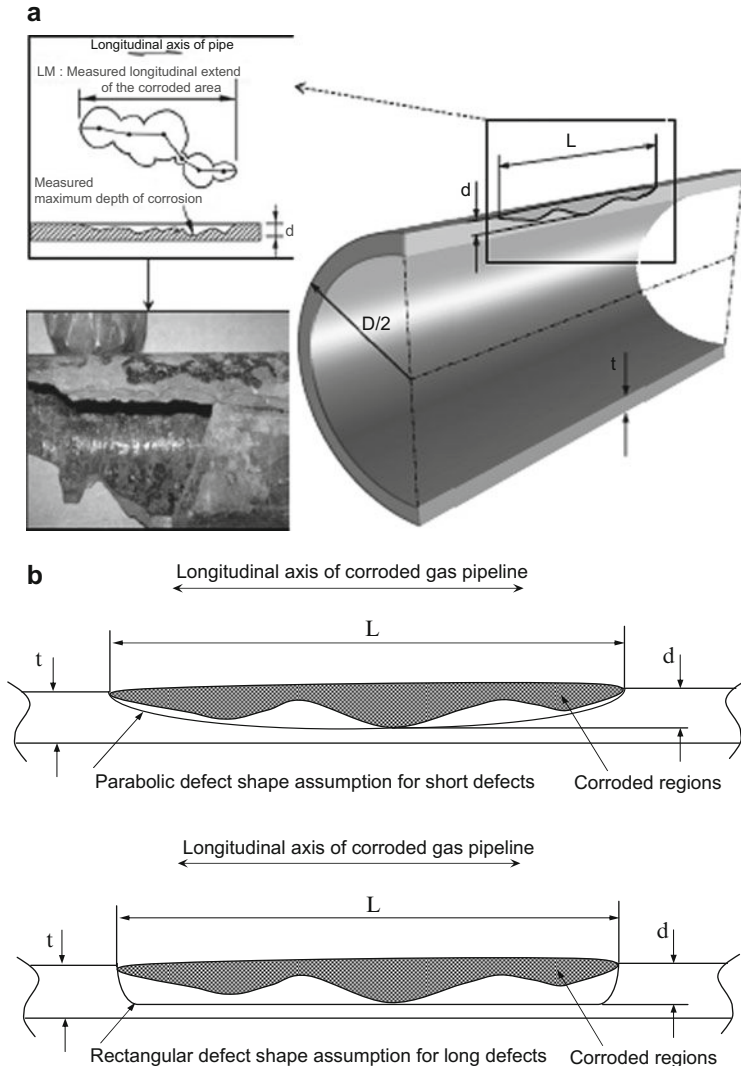 a
Longitudinal axis of pipe
LM : Measured longitudinal extend
of the corroded area
Measured
maximum depth of corrosion
d
L
d
D/2
t
b
Longitudinal axis of corroded gas pipeline
L
t
d
Parabolic defect shape assumption for short defects
Corroded regions
Longitudinal axis of corroded gas pipeline
L
t
d
Rectangular defect shape assumption for long defects
Corroded regions